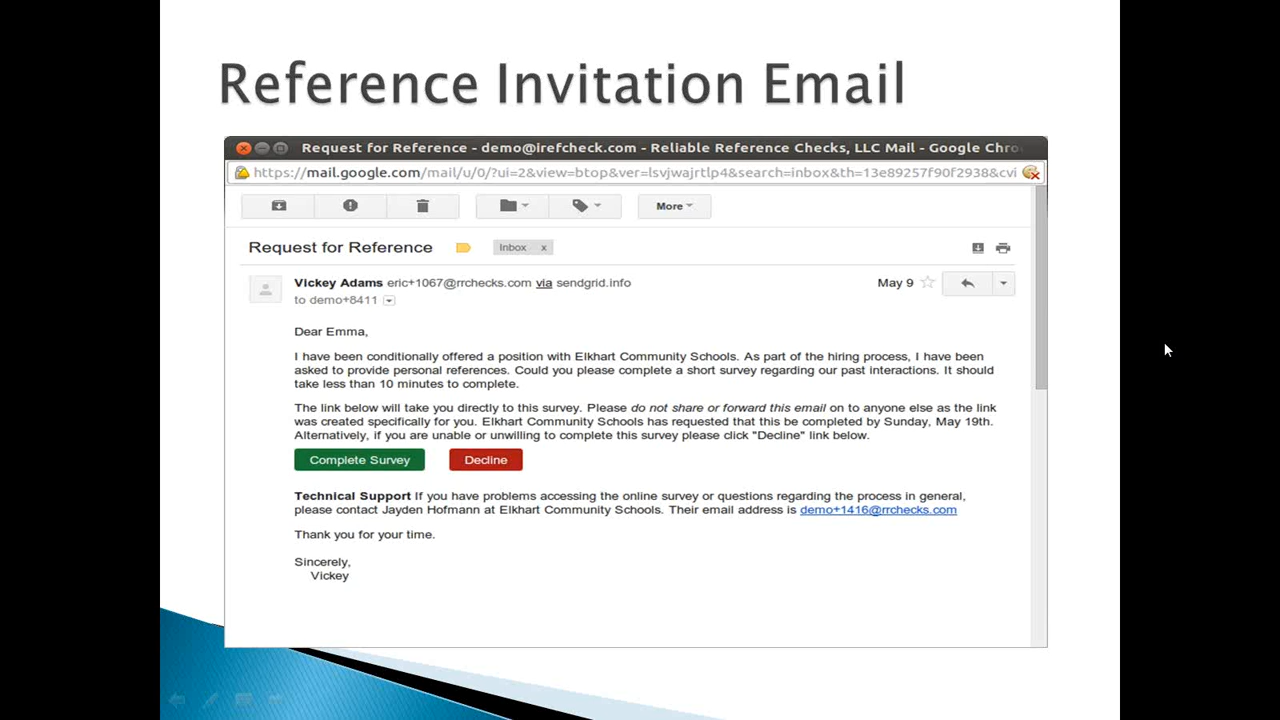 Reference Invitation Email
Request for Reference - demo@irefcheck.com - Reliable Reference Checks, LLC Mail - Google Chro
https://mail.google.com/mail/u/0/?ui=2&view=btop&ver=lsvjwajrtlp4&search=inbox&th=13e89257f90f2938&cvi
More
Request for Reference Inbox x
Vickey Adams eric+1067@rrchecks.com via sendgrid.info May 9
to demo+8411
Dear Emma,
I have been conditionally offered a position with Elkhart Community Schools. As part of the hiring process, I have been
asked to provide personal references. Could you please complete a short survey regarding our past interactions. It should
take less than 10 minutes to complete.
The link below will take you directly to this survey. Please do not share or forward this email on to anyone else as the link
was created specifically for you. Elkhart Community Schools has requested that this be completed by Sunday, May 19th.
Alternatively, if you are unable or unwilling to complete this survey please click "Decline" link below.
Complete Survey Decline
Technical Support If you have problems accessing the online survey or questions regarding the process in general,
please contact Jayden Hofmann at Elkhart Community Schools. Their email address is demo+1416@rrchecks.com
Thank you for your time.
Sincerely,
Vickey